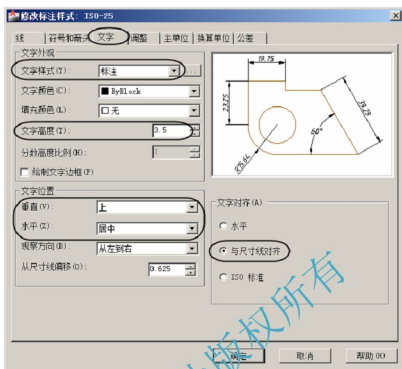 修改标注样式: ISO-25
线 符号和箭头 文字 调整 主单位 换算单位 公差
文字外观
文字样式(Y): 标注
文字颜色(C): ByBlock
填充颜色(L): 无
文字高度(T): 3.5
分数高度比例(H): 1
绘制文字边框(F)
文字位置
垂直(V): 上
水平(Z): 居中
观察方向(D): 从左到右
从尺寸线偏移(O): 0.625
19.75
23.25
60°
文字对齐(A)
水平
与尺寸线对齐
ISO 标准
版权所有
确定 取消 帮助(H)